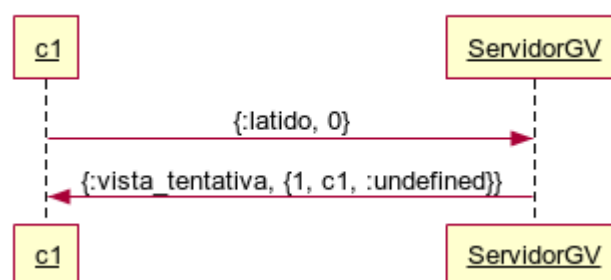 c1 ServidorGV
{:latido, 0}
{:vista_tentativa, {1, c1, :undefined}}
c1 ServidorGV